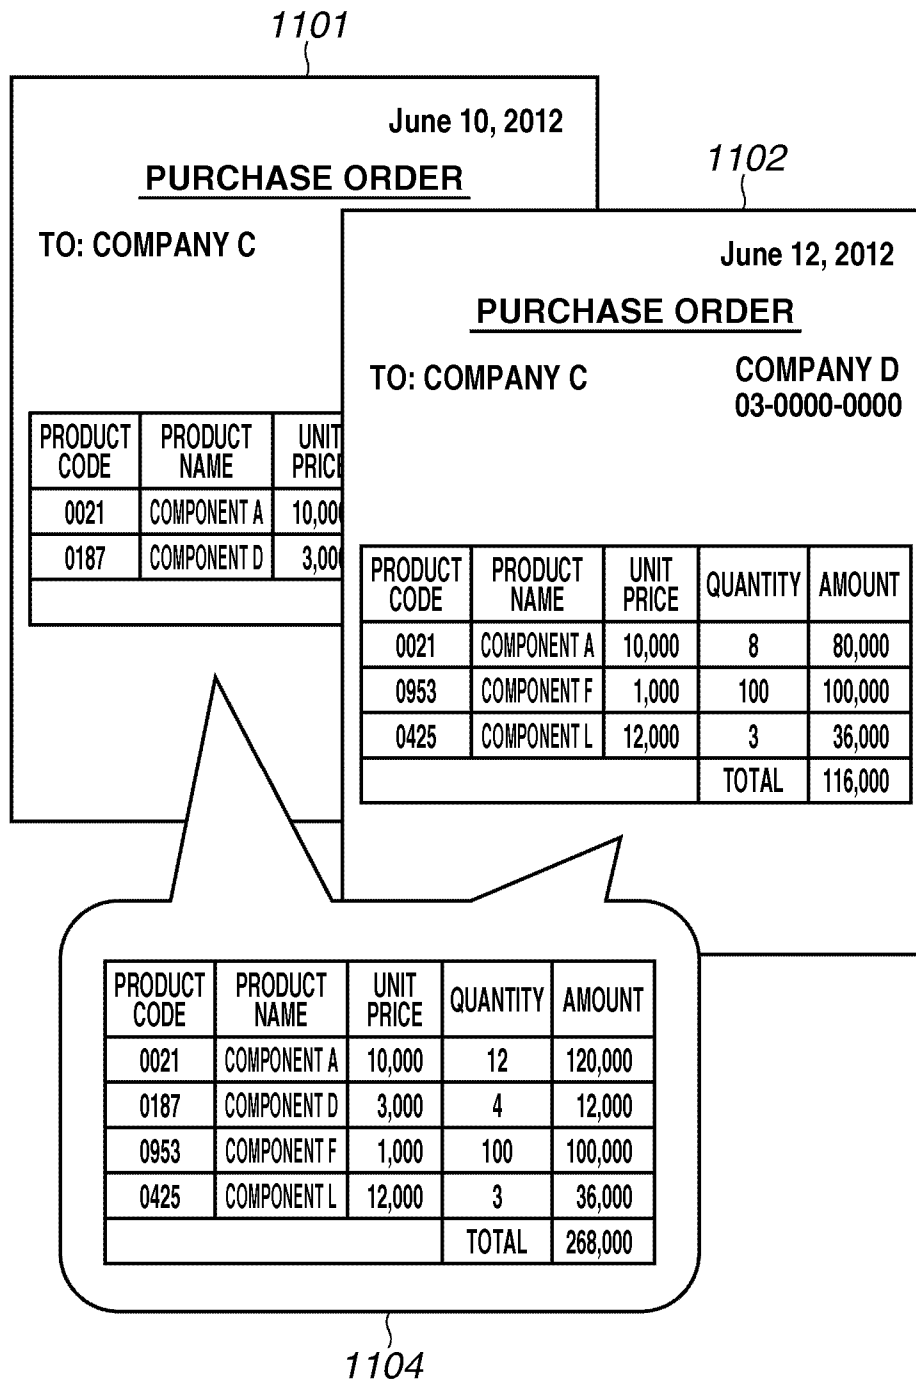 1101
June 10, 2012
PURCHASE ORDER
TO: COMPANY C
PRODUCT CODE PRODUCT NAME UNIT
0021 COMPONENT A
0187 COMPONENT D
1102
June 12, 2012
PURCHASE ORDER
TO: COMPANY C
COMPANY D
03-0000-0000
PRODUCT CODE PRODUCT NAME UNIT PRICE QUANTITY AMOUNT
0021 COMPONENT A 10,000 8 80,000
0953 COMPONENT F 1,000 100 100,000
0425 COMPONENT L 12,000 3 36,000
TOTAL 116,000
PRODUCT CODE PRODUCT NAME UNIT PRICE QUANTITY AMOUNT
0021 COMPONENT A 10,000 12 120,000
0187 COMPONENT D 3,000 4 12,000
0953 COMPONENT F 1,000 100 100,000
0425 COMPONENT L 12,000 3 36,000
TOTAL 268,000
1104